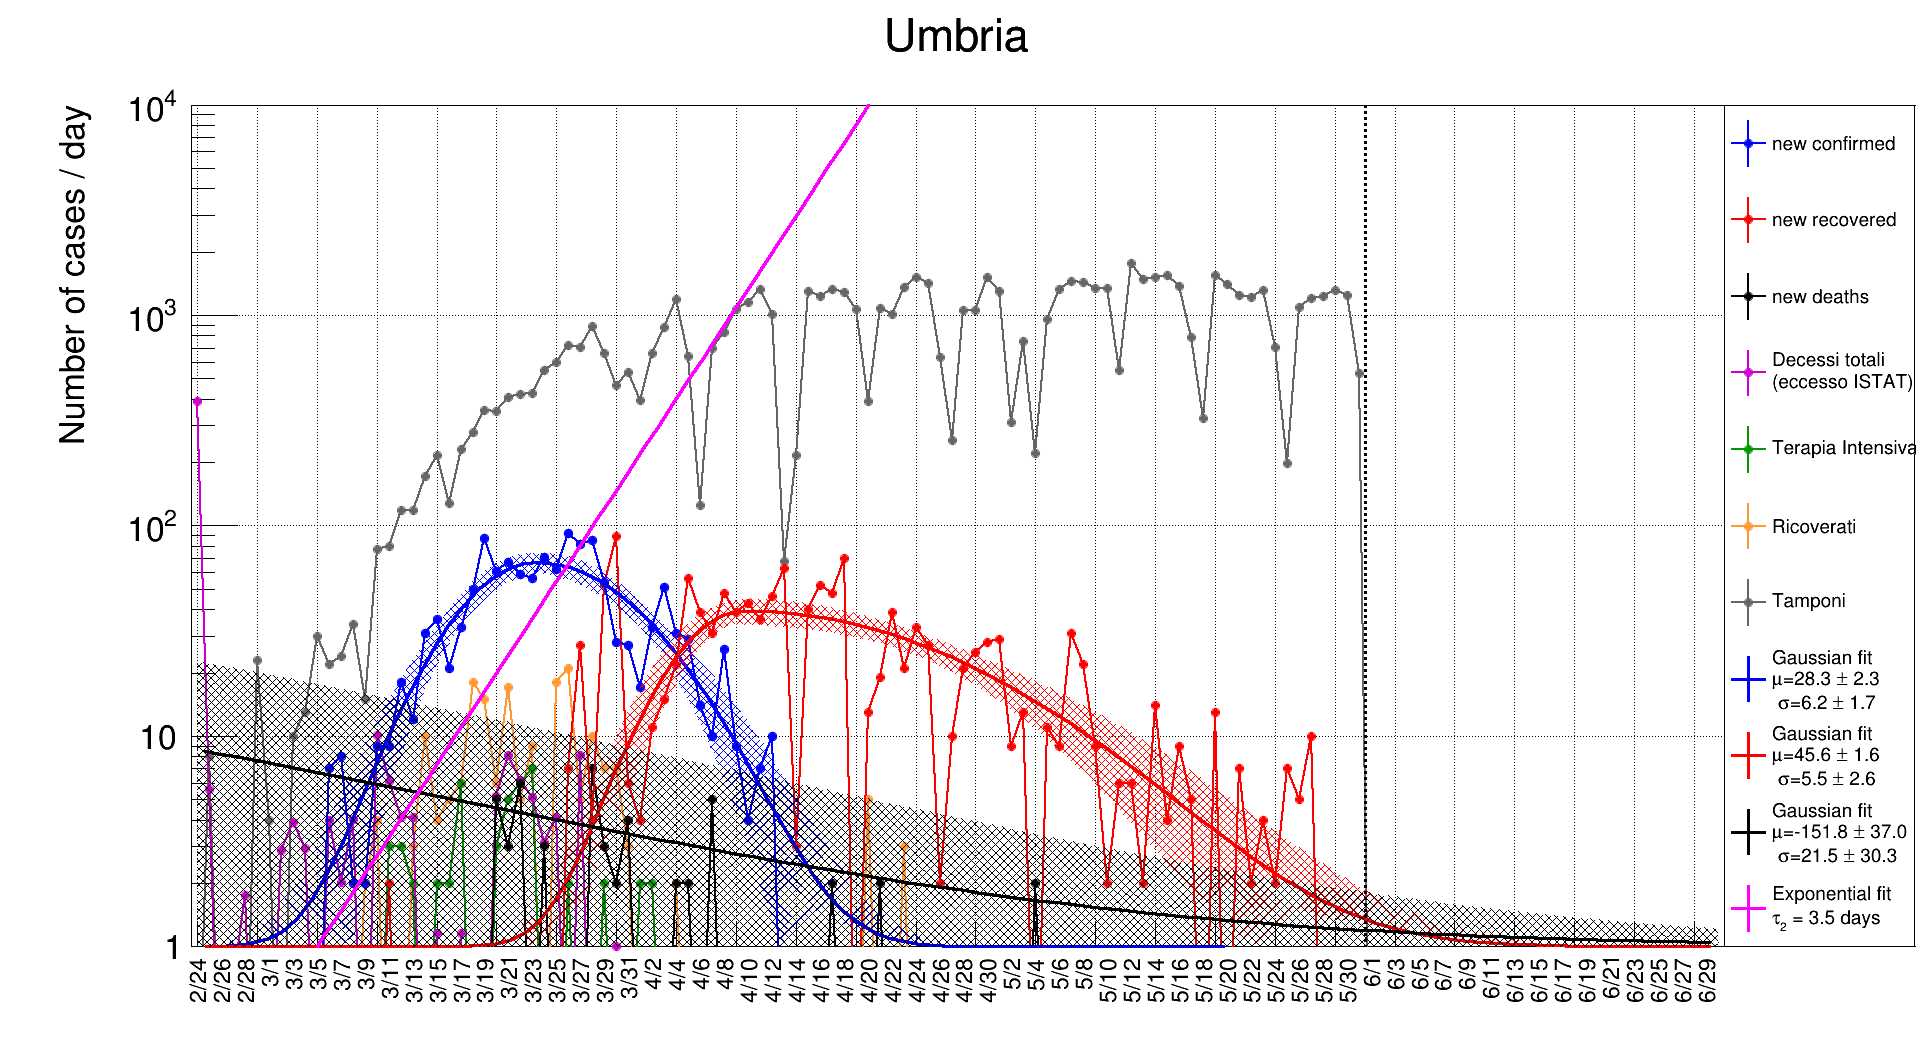 Umbria
Number of cases / day
10⁴
10³
10²
10
1
2/24 2/26 2/28 3/1 3/3 3/5 3/7 3/9 3/11 3/13 3/15 3/17 3/19 3/21 3/23 3/25 3/27 3/29 3/31 4/2 4/4 4/6 4/8 4/10 4/12 4/14 4/16 4/18 4/20 4/22 4/24 4/26 4/28 4/30 5/2 5/4 5/6 5/8 5/10 5/12 5/14 5/16 5/18 5/20 5/22 5/24 5/26 5/28 5/30 6/1 6/3 6/5 6/7 6/9 6/11 6/13 6/15 6/17 6/19 6/21 6/23 6/25 6/27 6/29
new confirmed
new recovered
new deaths
Decessi totali
(eccesso ISTAT)
Terapia Intensiva
Ricoverati
Tamponi
Gaussian fit
μ=28.3 ± 2.3
σ=6.2 ± 1.7
Gaussian fit
μ=45.6 ± 1.6
σ=5.5 ± 2.6
Gaussian fit
μ=-151.8 ± 37.0
σ=21.5 ± 30.3
Exponential fit
τ₂ = 3.5 days